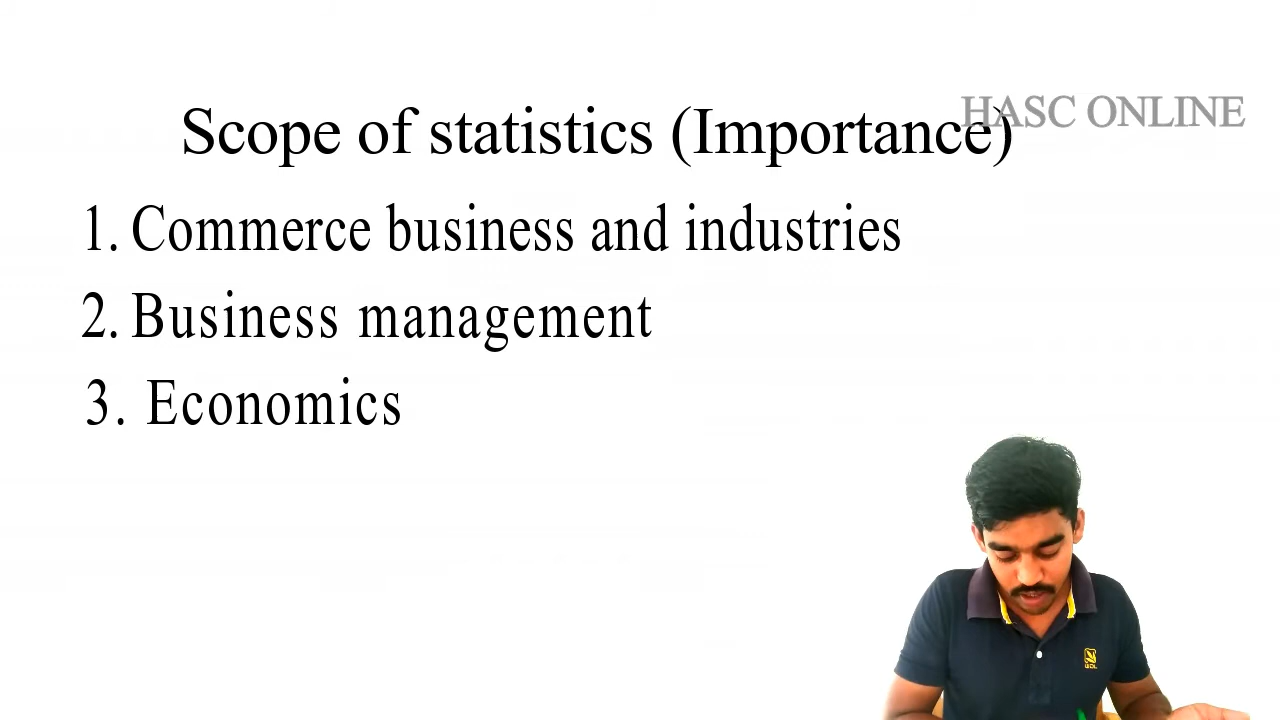 HASC ONLINE
Scope of statistics (Importance)
1. Commerce business and industries
2. Business management
3. Economics